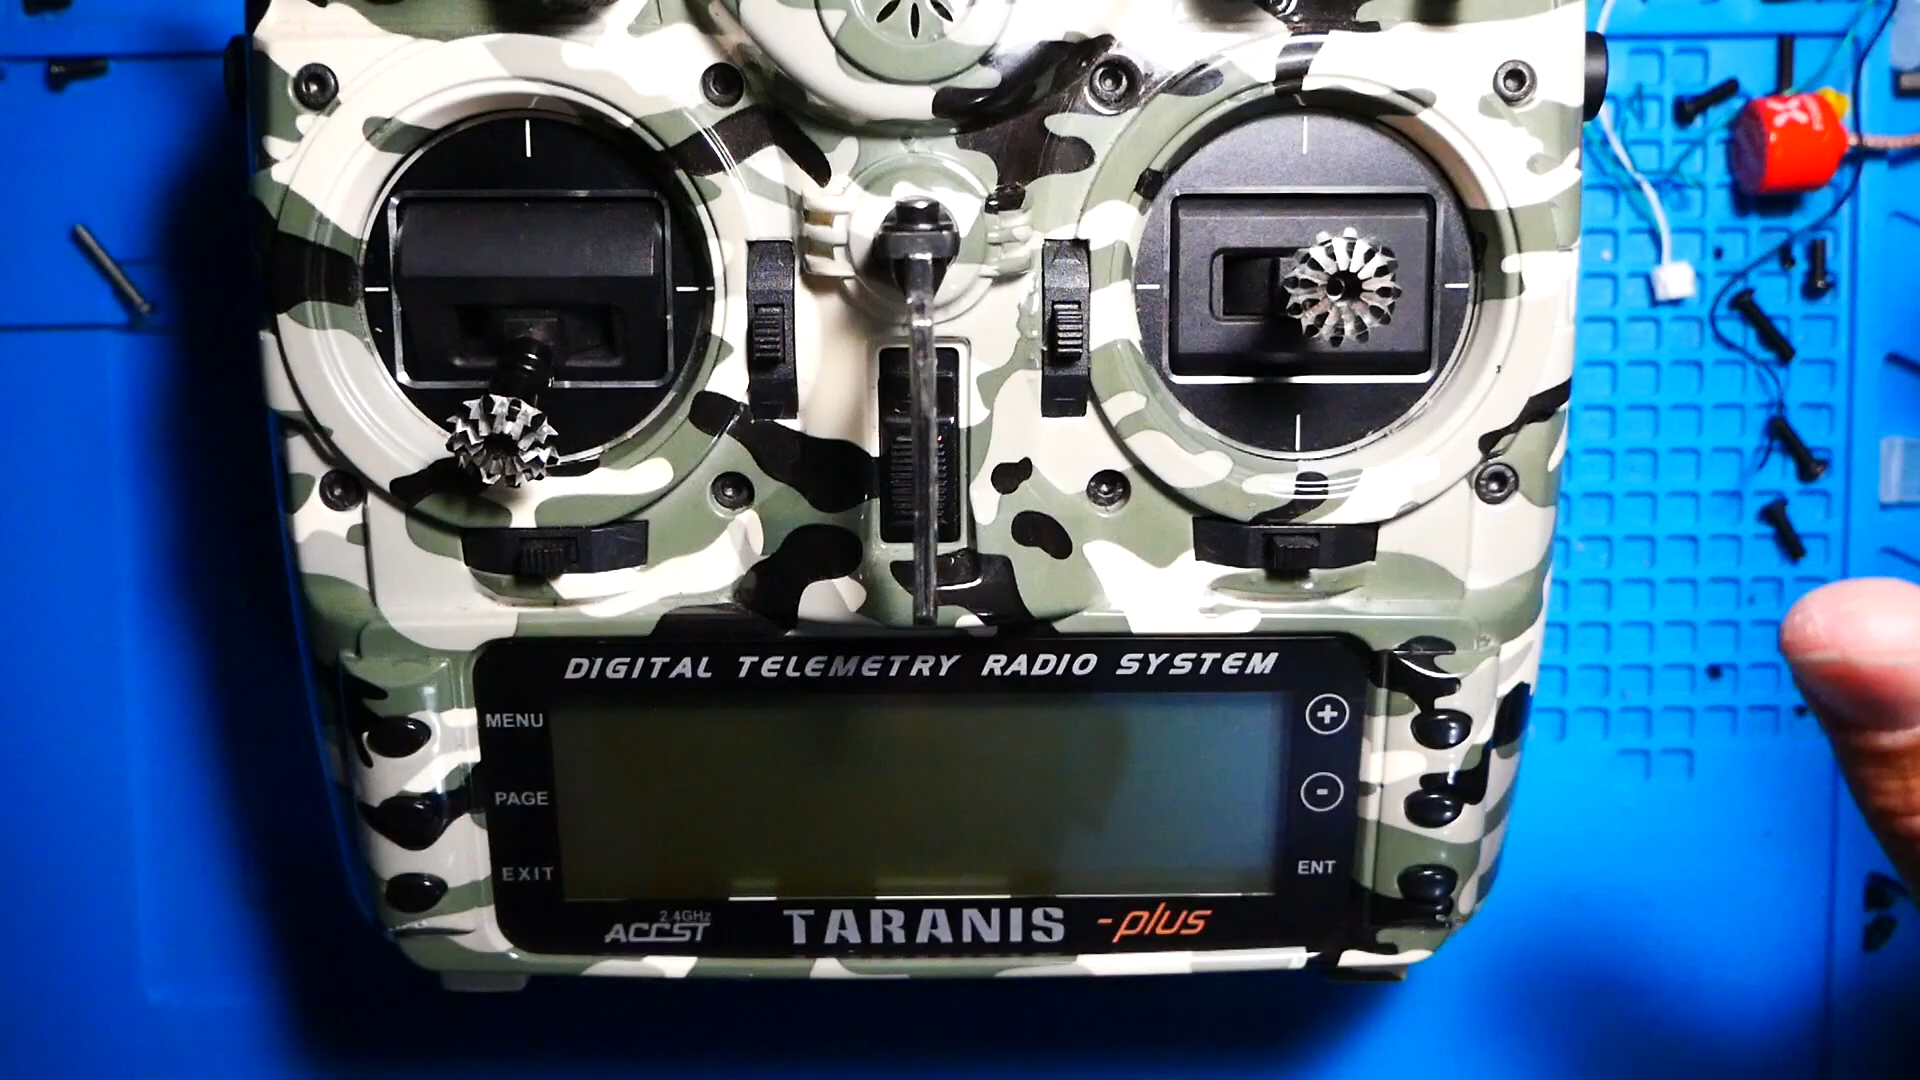 DIGITAL TELEMETRY RADIO SYSTEM
MENU
+
PAGE
-
EXIT
ENT
2.4GHz
ACCST
TARANIS -plus